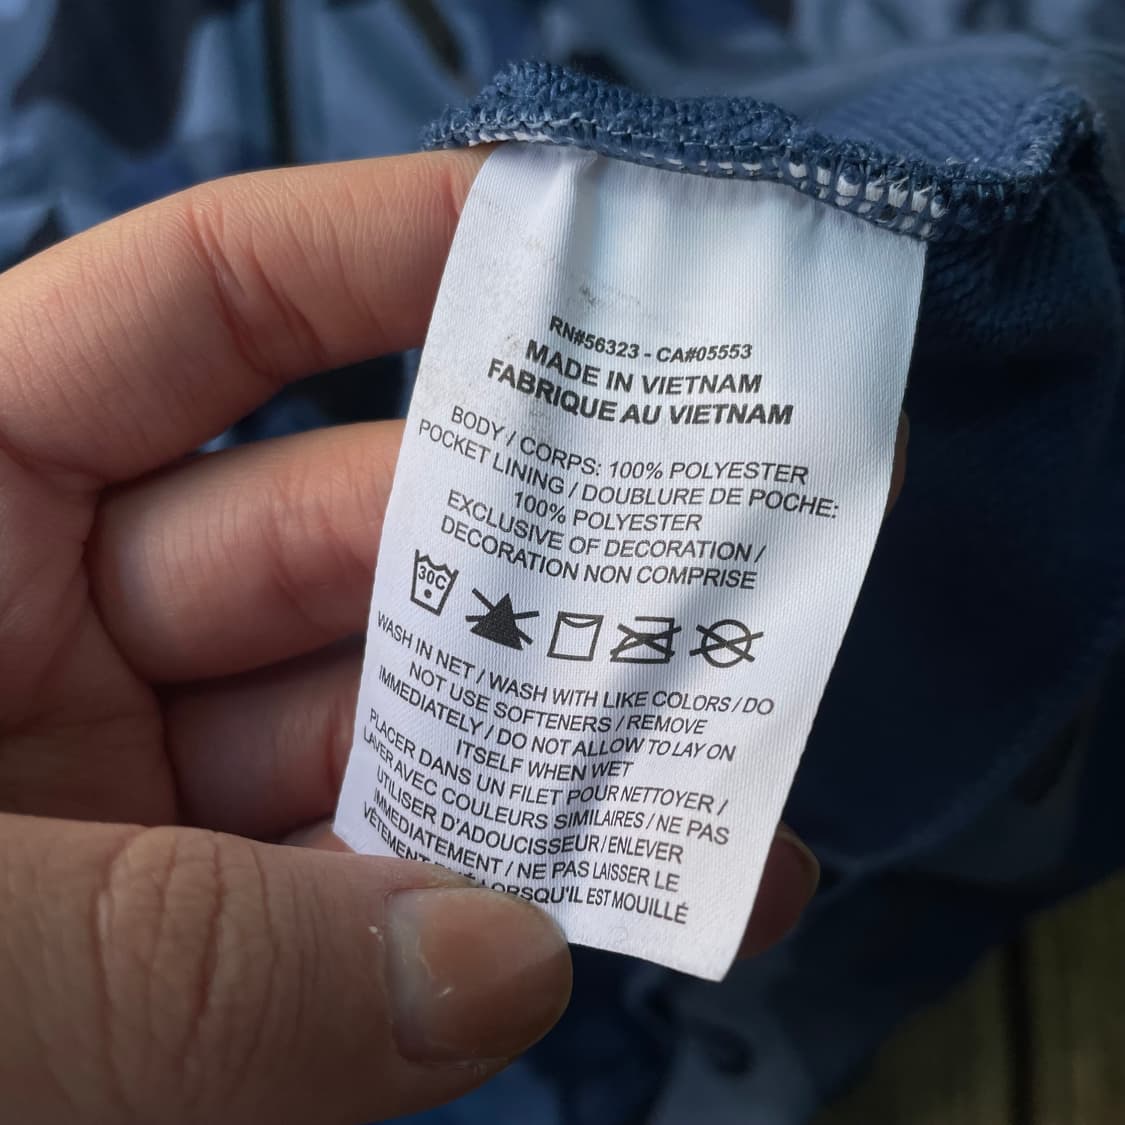 RN#56323 - CA#05553
MADE IN VIETNAM
FABRIQUE AU VIETNAM
BODY / CORPS: 100% POLYESTER
POCKET LINING / DOUBLURE DE POCHE:
100% POLYESTER
EXCLUSIVE OF DECORATION /
DECORATION NON COMPRISE
30C
WASH IN NET / WASH WITH LIKE COLORS / DO
NOT USE SOFTENERS / REMOVE
IMMEDIATELY / DO NOT ALLOW TO LAY ON
ITSELF WHEN WET
PLACER DANS UN FILET POUR NETTOYER /
LAVER AVEC COULEURS SIMILAIRES / NE PAS
UTILISER D'ADOUCISSEUR / ENLEVER
IMMEDIATEMENT / NE PAS LAISSER LE
VÊTEMENT LORSQU'IL EST MOUILLÉ